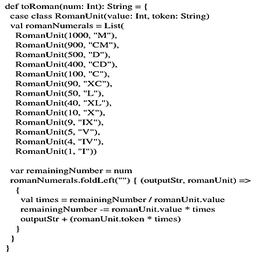 def toRoman(num: Int): String = {
  case class RomanUnit(value: Int, token: String)
  val romanNumerals = List(
    RomanUnit(1000, "M"),
    RomanUnit(900, "CM"),
    RomanUnit(500, "D"),
    RomanUnit(400, "CD"),
    RomanUnit(100, "C"),
    RomanUnit(90, "XC"),
    RomanUnit(50, "L"),
    RomanUnit(40, "XL"),
    RomanUnit(10, "X"),
    RomanUnit(9, "IX"),
    RomanUnit(5, "V"),
    RomanUnit(4, "IV"),
    RomanUnit(1, "I"))

  var remainingNumber = num
  romanNumerals.foldLeft("") { (outputStr, romanUnit) =>
    {
      val times = remainingNumber / romanUnit.value
      remainingNumber -= romanUnit.value * times
      outputStr + (romanUnit.token * times)
    }
  }
}